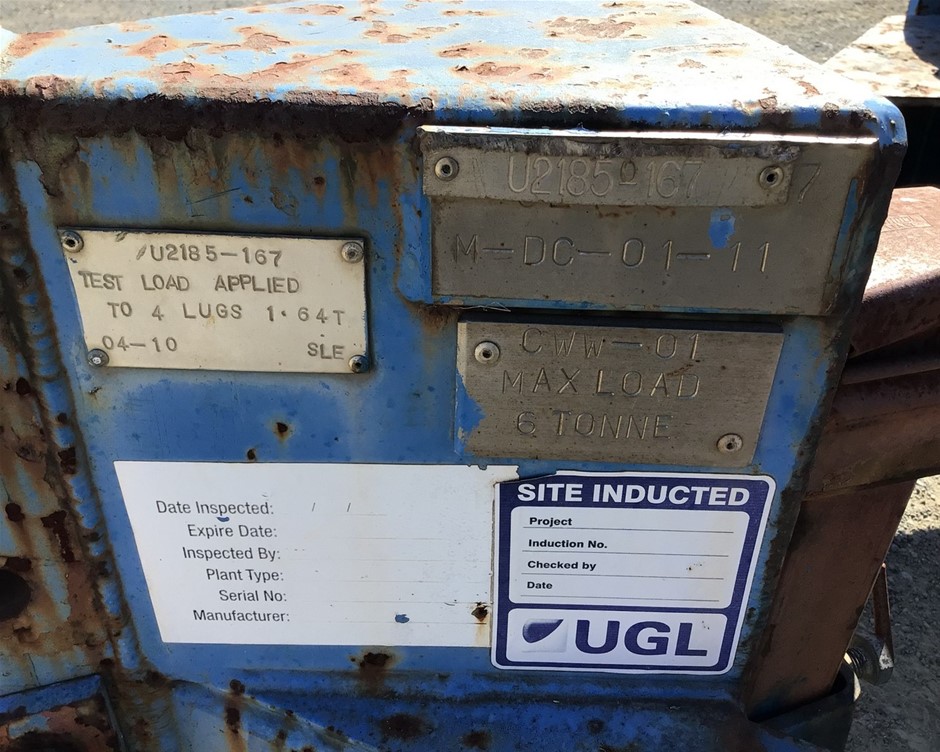 U2185-167
TEST LOAD APPLIED
TO 4 LUGS 1.64T
04-10 SLE
U2185-167 7
M-DC-01-11
CWW-01
MAX LOAD
6 TONNE
Date Inspected: / /
Expire Date:
Inspected By:
Plant Type:
Serial No:
Manufacturer:
SITE INDUCTED
Project
Induction No.
Checked by
Date
UGL